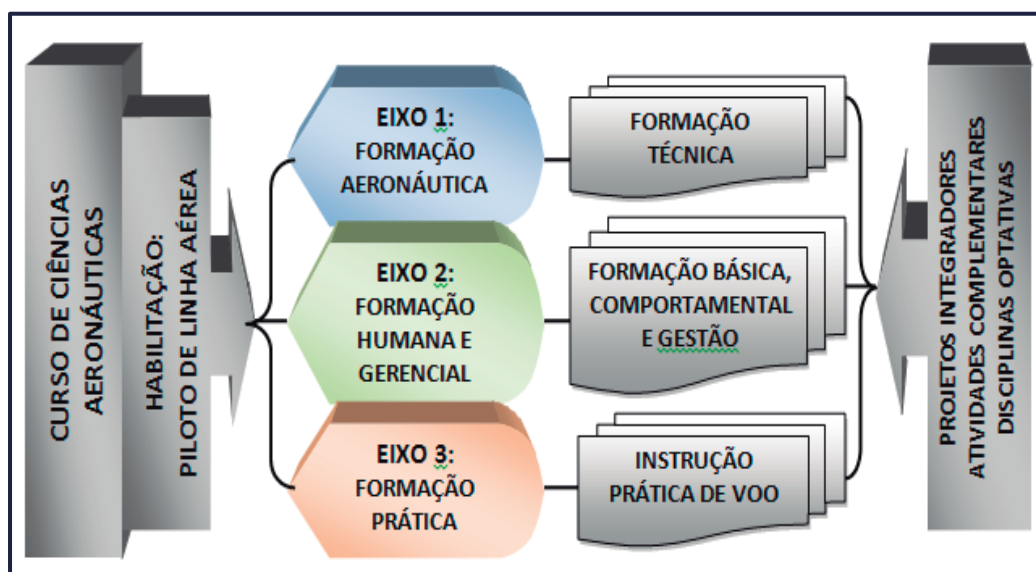 CURSO DE CIÊNCIAS
AERONÁUTICAS
HABILITAÇÃO:
PILOTO DE LINHA AÉREA
EIXO 1:
FORMAÇÃO
AERONÁUTICA
FORMAÇÃO
TÉCNICA
EIXO 2:
FORMAÇÃO
HUMANA E
GERENCIAL
FORMAÇÃO BÁSICA,
COMPORTAMENTAL
E GESTÃO
EIXO 3:
FORMAÇÃO
PRÁTICA
INSTRUÇÃO
PRÁTICA DE VOO
PROJETOS INTEGRADORES
ATIVIDADES COMPLEMENTARES
DISCIPLINAS OPTATIVAS